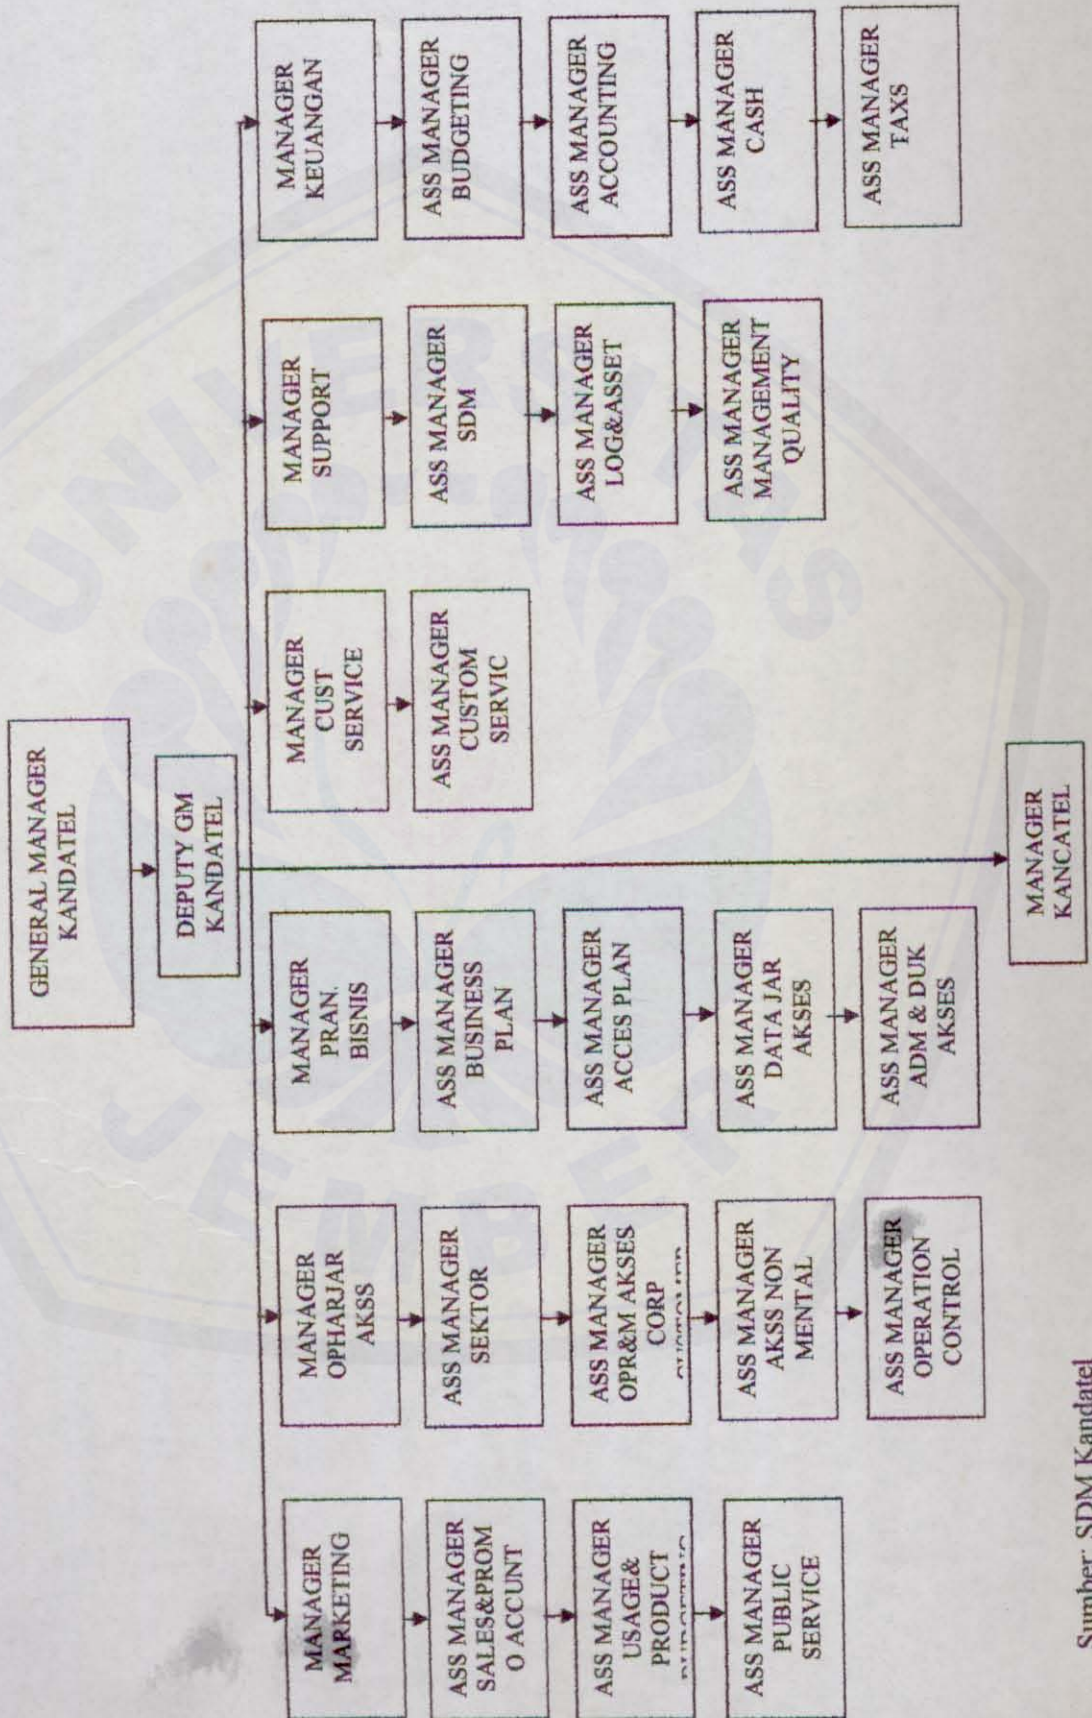 GENERAL MANAGER
KANDATEL
DEPUTY GM
KANDATEL
MANAGER
MARKETING
ASS MANAGER
SALES&PROM
O ACCUNT
ASS MANAGER
USAGE&
PRODUCT
ASS MANAGER
PUBLIC
SERVICE
MANAGER
OPHARJAR
AKSS
ASS MANAGER
SEKTOR
ASS MANAGER
OPR&M AKSES
CORP
ASS MANAGER
AKSS NON
MENTAL
ASS MANAGER
OPERATION
CONTROL
MANAGER
PRAN.
BISNIS
ASS MANAGER
BUSINESS
PLAN
ASS MANAGER
ACCES PLAN
ASS MANAGER
DATA JAR
AKSES
ASS MANAGER
ADM & DUK
AKSES
MANAGER
CUST
SERVICE
ASS MANAGER
CUSTOM
SERVIC
MANAGER
SUPPORT
ASS MANAGER
SDM
ASS MANAGER
LOG&ASSET
ASS MANAGER
MANAGEMENT
QUALITY
MANAGER
KEUANGAN
ASS MANAGER
BUDGETING
ASS MANAGER
ACCOUNTING
ASS MANAGER
CASH
ASS MANAGER
TAXS
MANAGER
KANCATEL
Sumber: SDM Kandatel
UNIVERSITAS
JEMBER